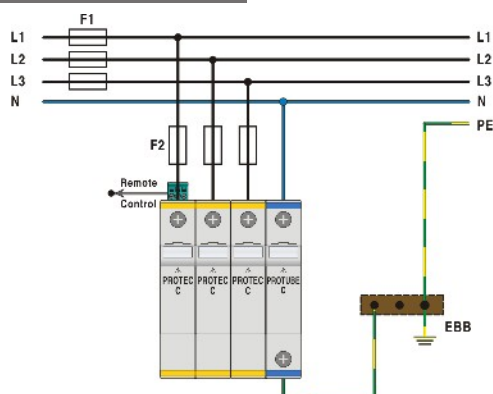 F1
L1 L1
L2 L2
L3 L3
N N
PE
F2
Remote
Control
PROTEC C PROTEC C PROTEC C PROTUBE C
EBB